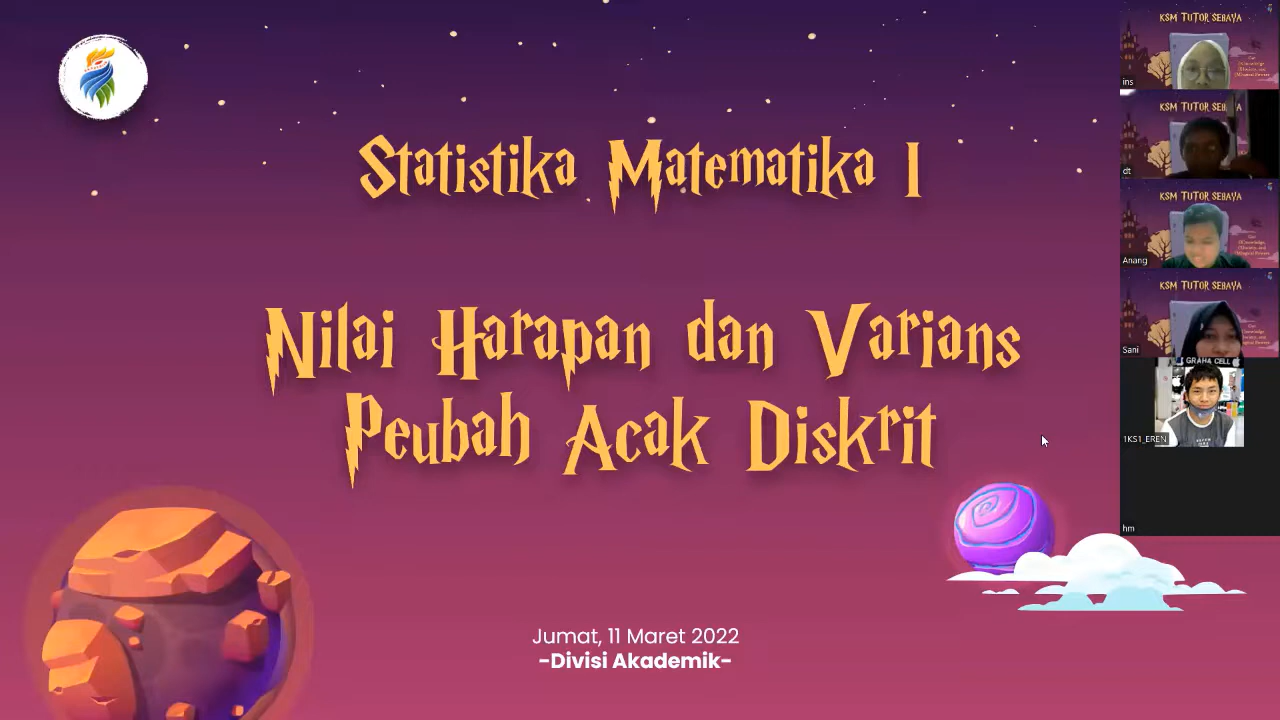 Statistika Matematika I
Nilai Harapan dan Varians
Peubah Acak Diskrit
Jumat, 11 Maret 2022
-Divisi Akademik-
KSM TUTOR SEBAYA
ins
KSM TUTOR SEBAYA
dt
KSM TUTOR SEBAYA
Anang
KSM TUTOR SEBAYA
Sani
GRAHA CELL
1KS1_EREN
hm